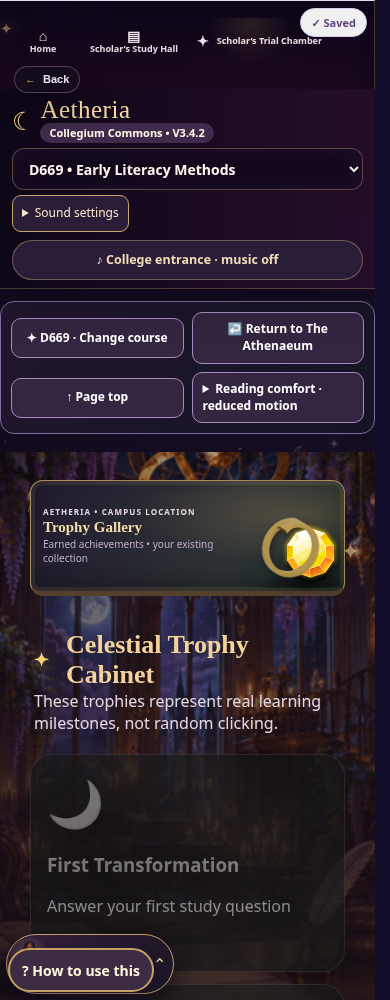 ✓ Saved
Home
Scholar's Study Hall
Scholar's Trial Chamber
← Back
Aetheria
Collegium Commons • V3.4.2
D669 • Early Literacy Methods
▶ Sound settings
♪ College entrance · music off
✦ D669 · Change course
↩️ Return to The
Athenaeum
↑ Page top
▶ Reading comfort ·
reduced motion
AETHERIA • CAMPUS LOCATION
Trophy Gallery
Earned achievements • your existing
collection
Celestial Trophy
Cabinet
These trophies represent real learning
milestones, not random clicking.
First Transformation
Answer your first study question
? How to use this